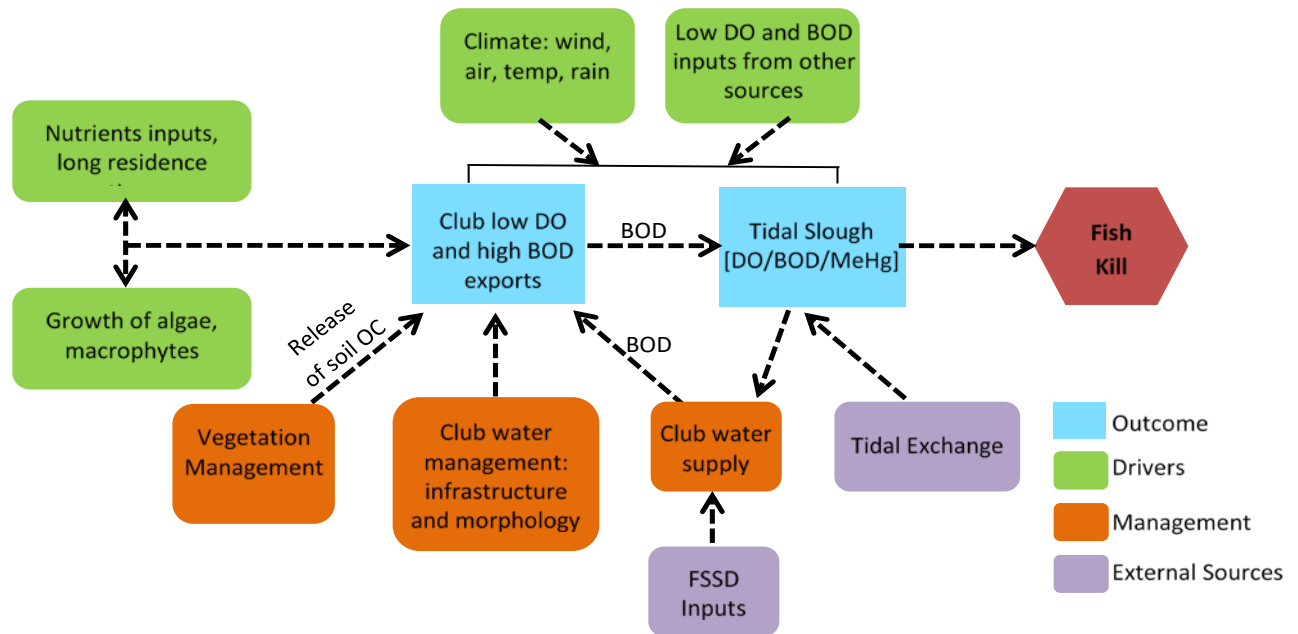 Climate: wind,
air, temp, rain
Low DO and BOD
inputs from other
sources
Nutrients inputs,
long residence
Growth of algae,
macrophytes
Club low DO
and high BOD
exports
BOD
Tidal Slough
[DO/BOD/MeHg]
Fish
Kill
Release
of soil OC
BOD
Vegetation
Management
Club water
management:
infrastructure
and morphology
Club water
supply
Tidal Exchange
FSSD
Inputs
Outcome
Drivers
Management
External Sources